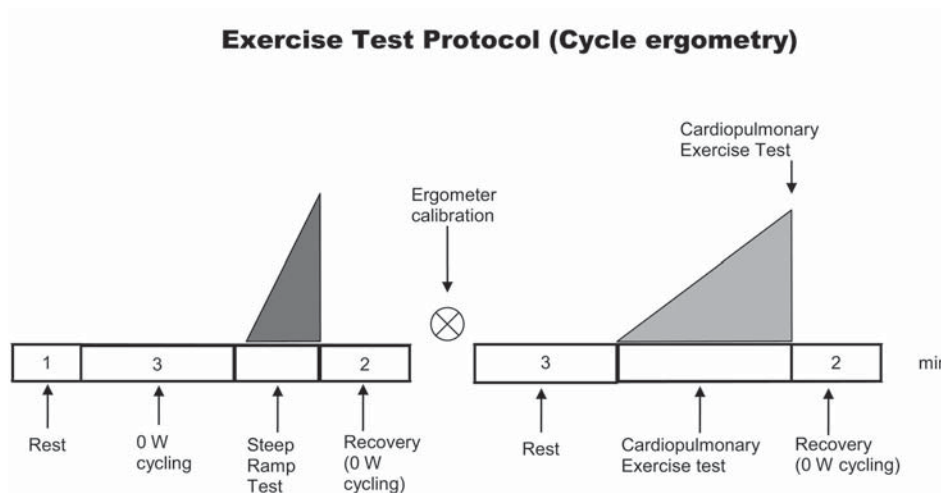 Exercise Test Protocol (Cycle ergometry)
Cardiopulmonary
Exercise Test
Ergometer
calibration
1
3
2
3
2
min
Rest
0 W
cycling
Steep
Ramp
Test
Recovery
(0 W
cycling)
Rest
Cardiopulmonary
Exercise test
Recovery
(0 W cycling)